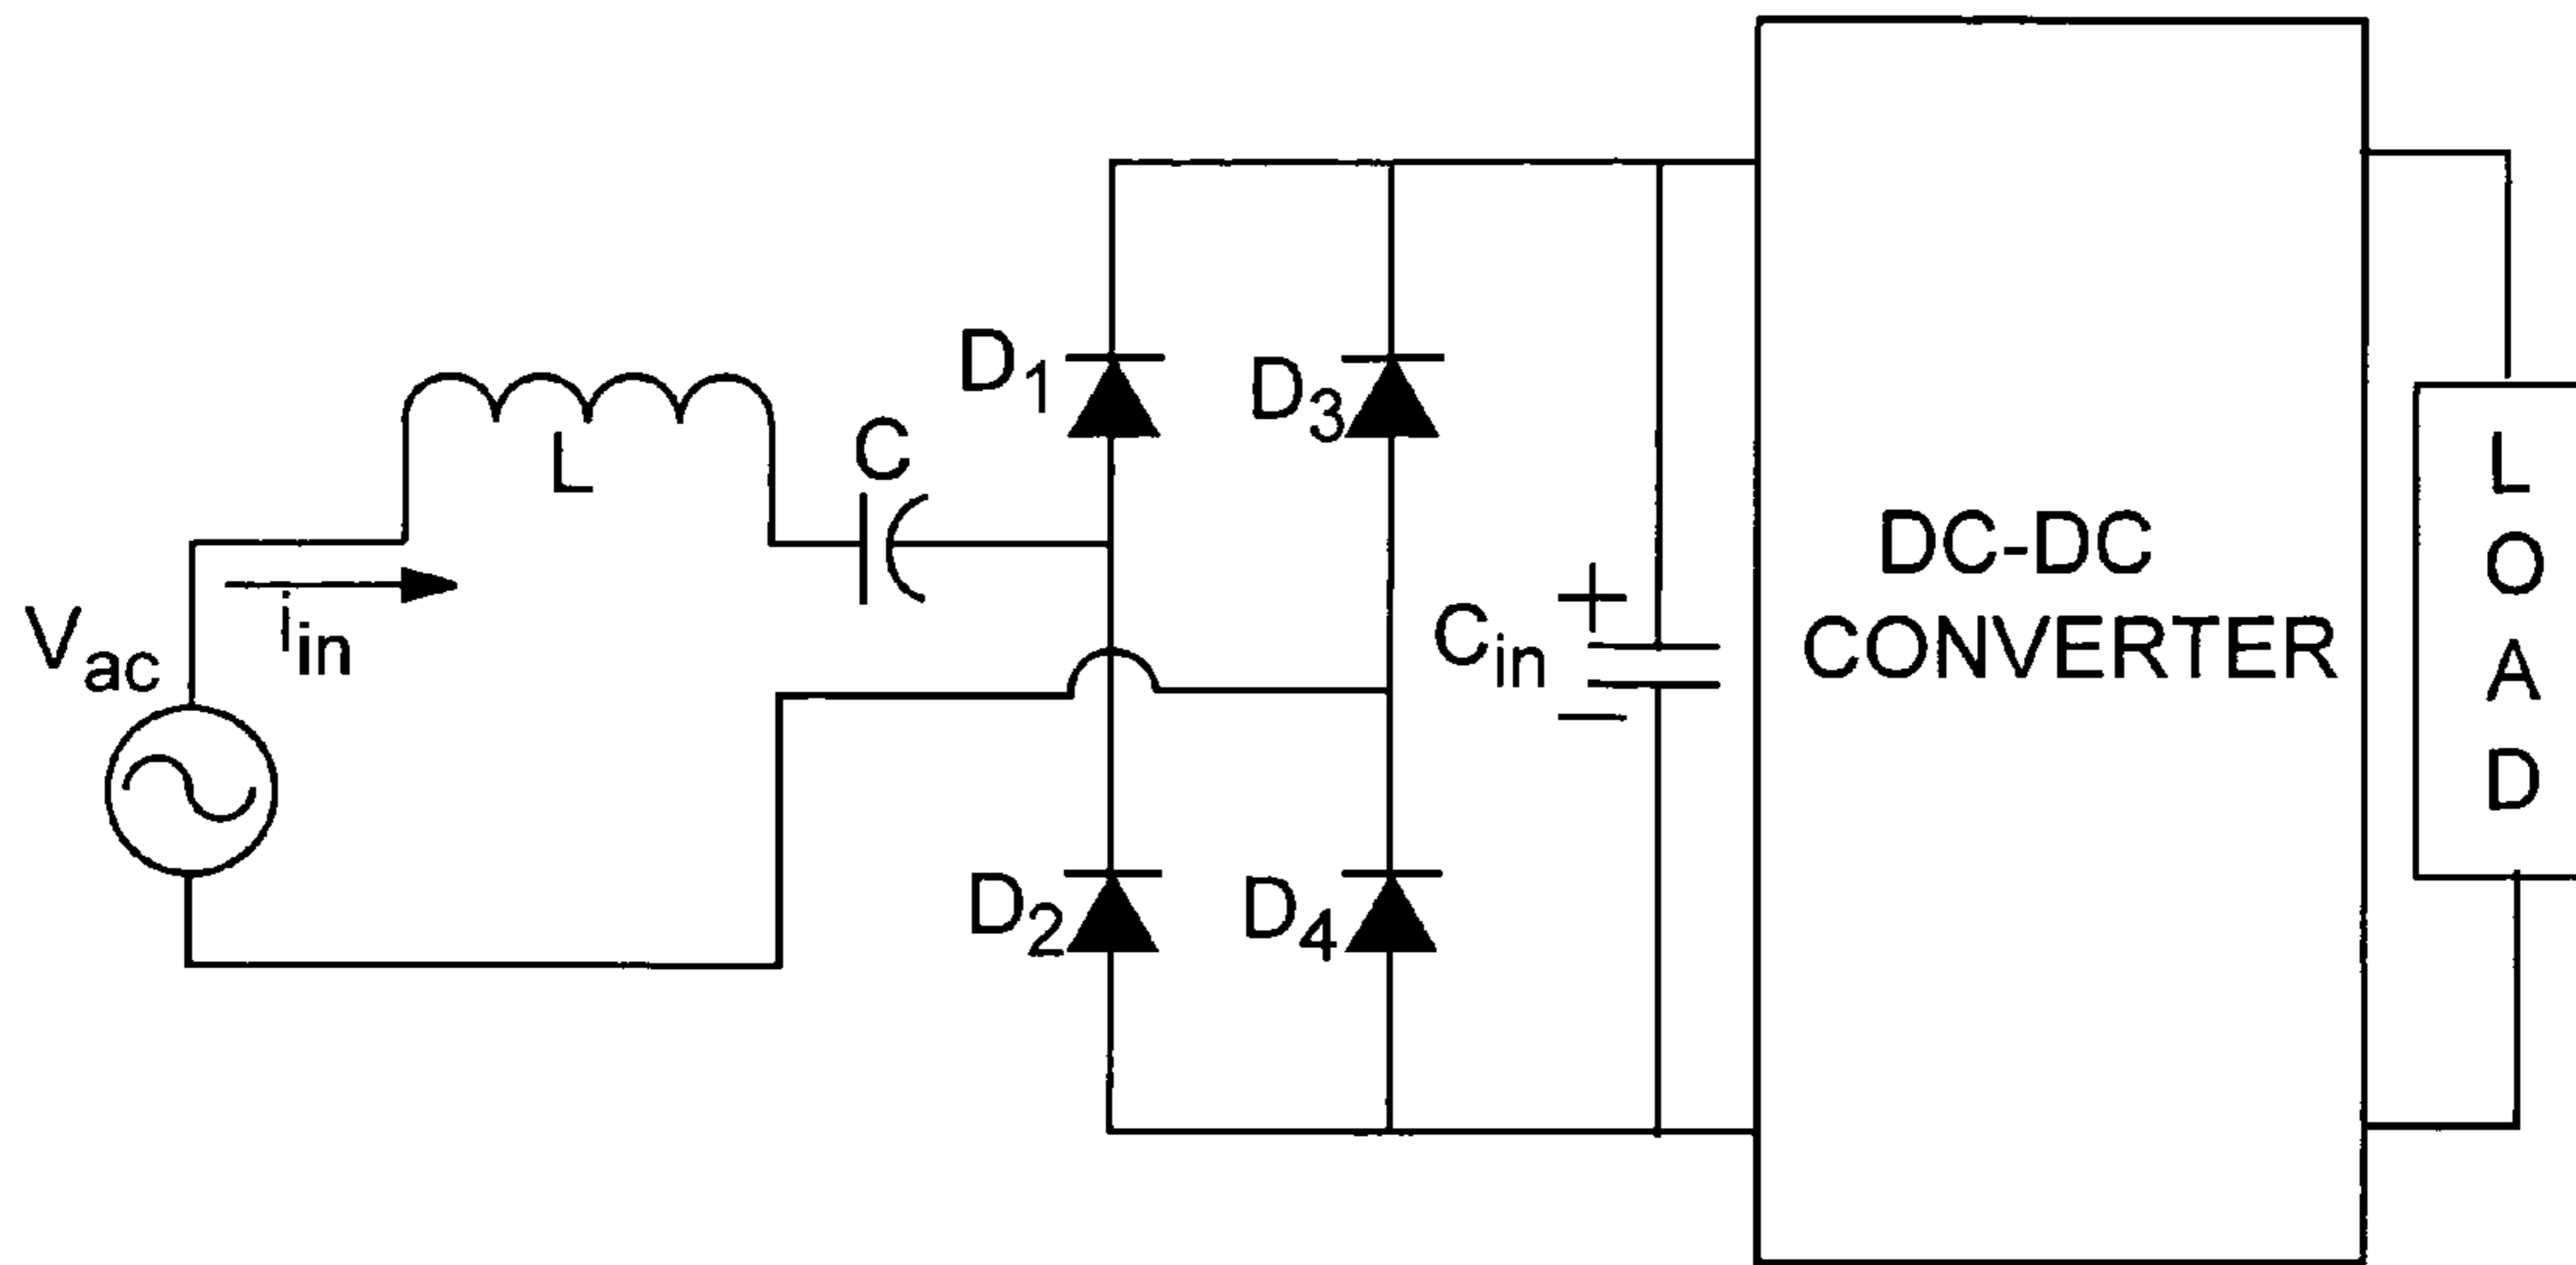 L
C
D1
D3
Vac
iin
D2
D4
Cin
+
−
DC-DC
CONVERTER
L
O
A
D